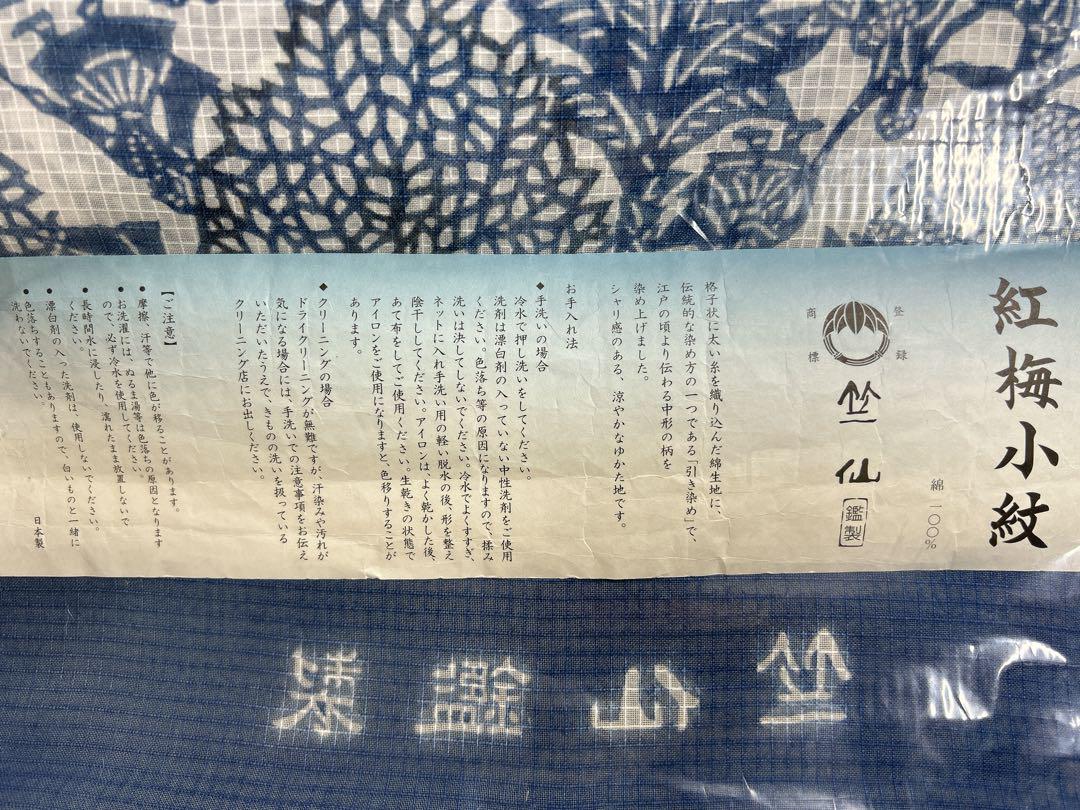 紅梅小紋
綿一〇〇%
登録
商標
竺仙
鑑製
格子状に太い糸を織り込んだ綿生地に、
伝統的な染め方の一つである「引き染め」で、
江戸の頃より伝わる中形の柄を
染め上げました。
シャリ感のある、涼やかなゆかた地です。
お手入れ法
◆手洗いの場合
冷水で押し洗いをしてください。
洗剤は漂白剤の入っていない中性洗剤をご使用
ください。色落ち等の原因になりますので、揉み
洗いは決してしないでください。冷水でよくすすぎ、
ネットに入れ手洗い用の軽い脱水の後、形を整え
陰干ししてください。アイロンは、よく乾かした後、
あて布をしてご使用ください。生乾きの状態で
アイロンをご使用になりますと、色移りすることが
あります。
◆クリーニングの場合
ドライクリーニングが無難ですが、汗染みや汚れが
気になる場合には、手洗いでの注意事項をお伝え
いただいたうえで、きものの洗いを扱っている
クリーニング店にお出しください。
【ご注意】
●摩擦、汗等で他に色が移ることがあります。
●お洗濯には、ぬるま湯等は色落ちの原因となります
ので、必ず冷水を使用してください。
●長時間水に浸したり、濡れたまま放置しないで
ください。
●漂白剤の入った洗剤は、使用しないでください。
●色落ちすることもありますので、白いものと一緒に
洗わないでください。
日本製
竺仙鑑製